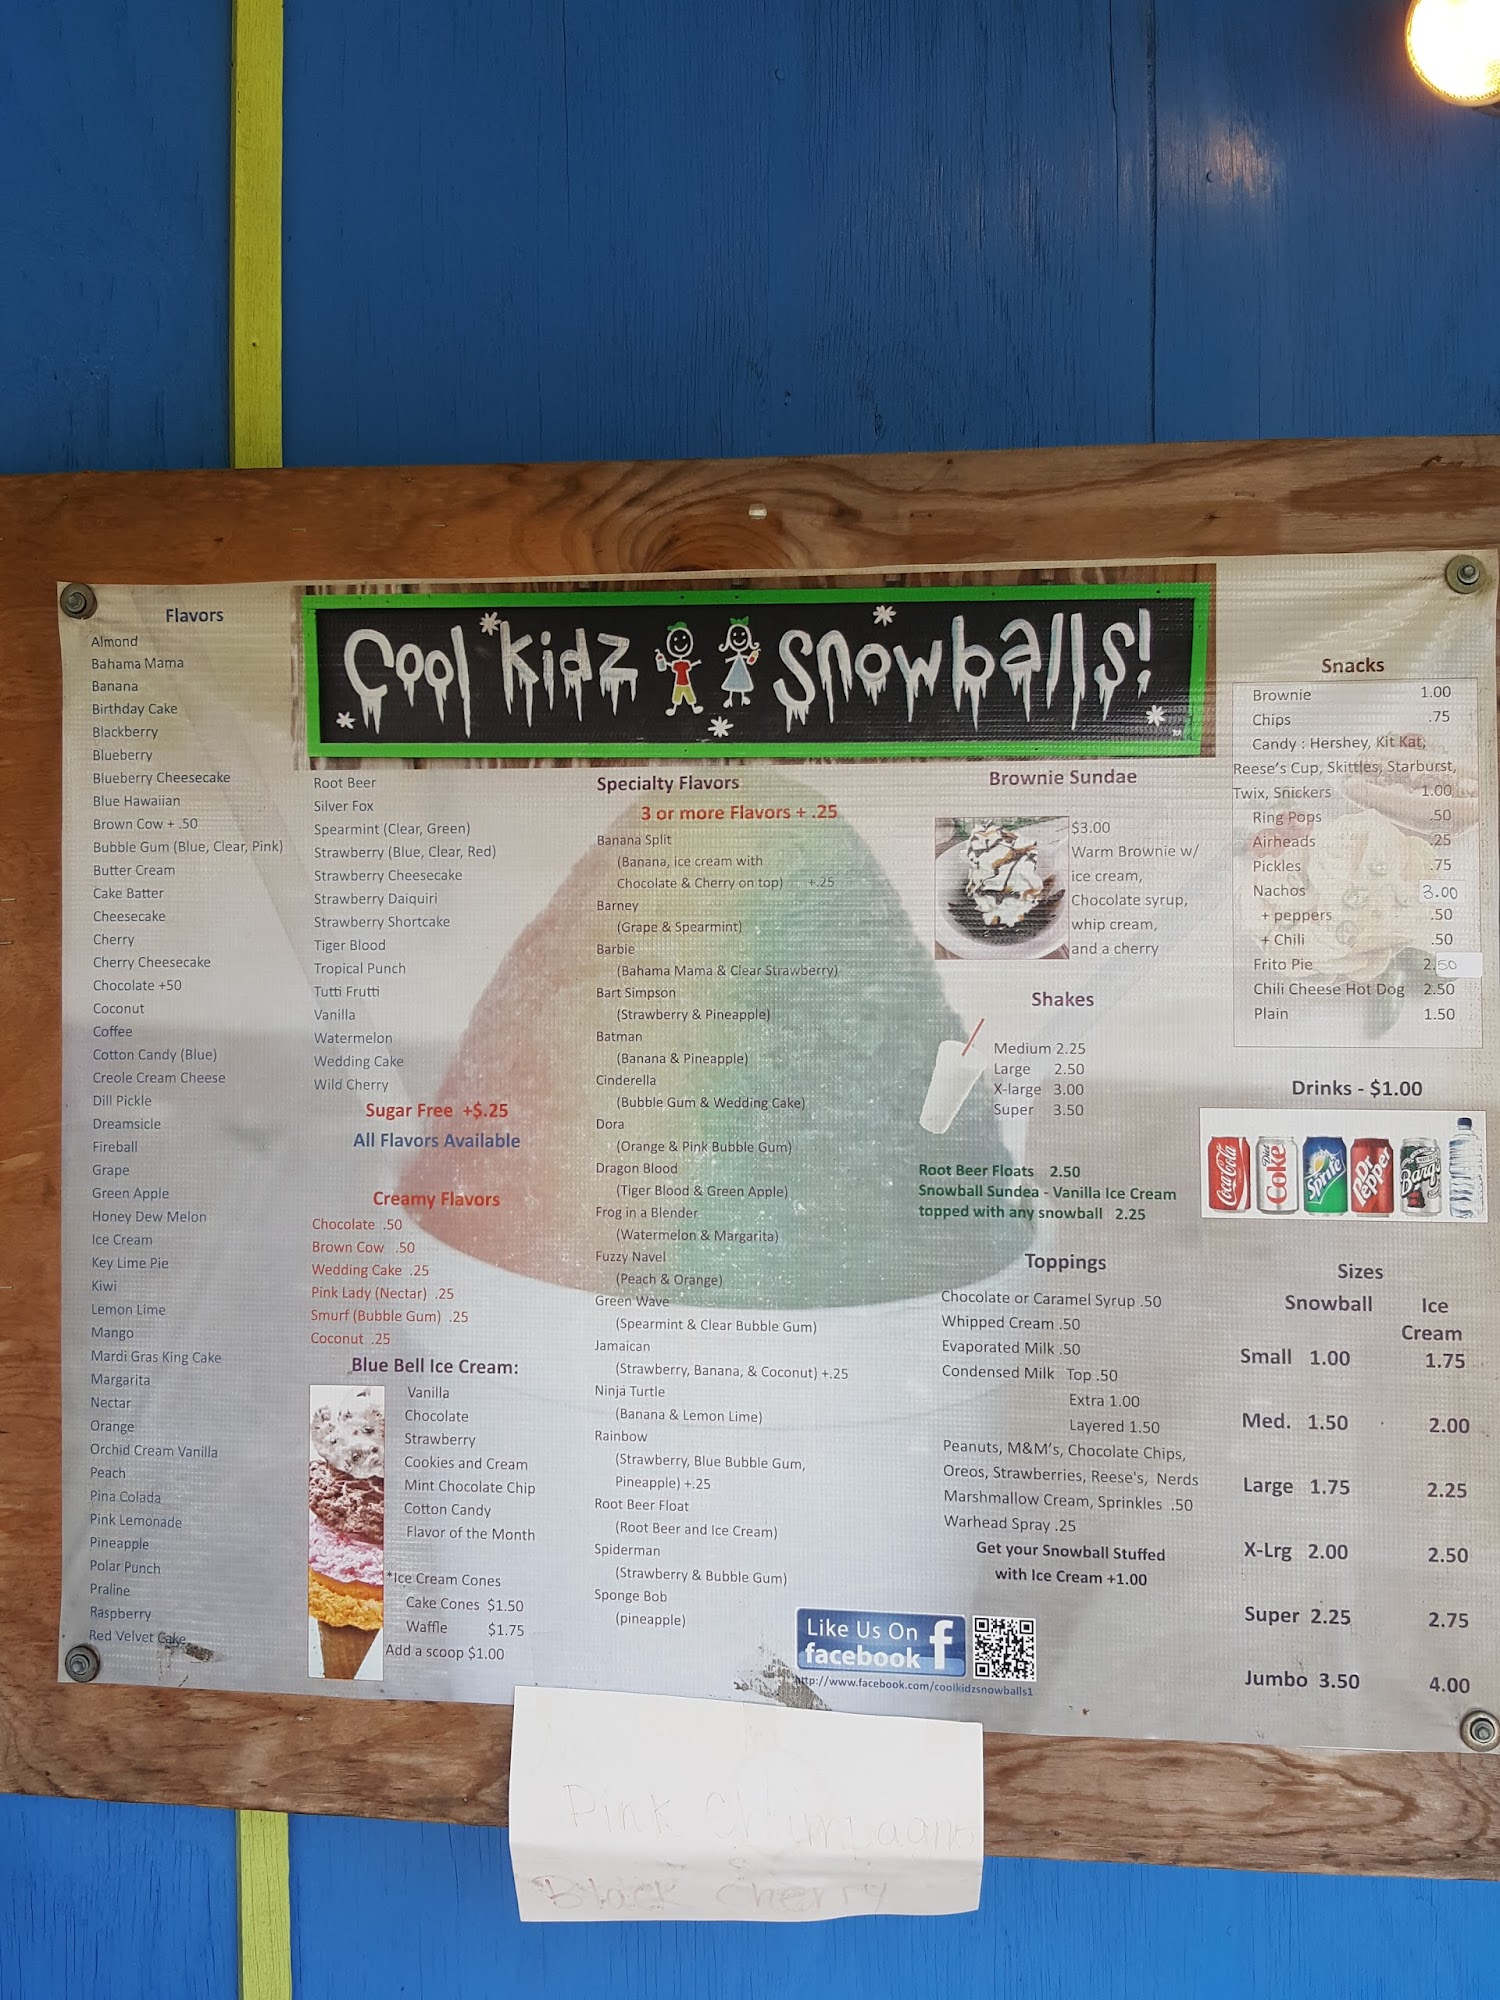 Cool Kidz Snowballs!
Flavors
Almond
Bahama Mama
Banana
Birthday Cake
Blackberry
Blueberry
Blueberry Cheesecake
Blue Hawaiian
Brown Cow + .50
Bubble Gum (Blue, Clear, Pink)
Butter Cream
Cake Batter
Cheesecake
Cherry
Cherry Cheesecake
Chocolate +50
Coconut
Coffee
Cotton Candy (Blue)
Creole Cream Cheese
Dill Pickle
Dreamsicle
Fireball
Grape
Green Apple
Honey Dew Melon
Ice Cream
Key Lime Pie
Kiwi
Lemon Lime
Mango
Mardi Gras King Cake
Margarita
Nectar
Orange
Orchid Cream Vanilla
Peach
Pina Colada
Pink Lemonade
Pineapple
Polar Punch
Praline
Raspberry
Red Velvet Cake
Root Beer
Silver Fox
Spearmint (Clear, Green)
Strawberry (Blue, Clear, Red)
Strawberry Cheesecake
Strawberry Daiquiri
Strawberry Shortcake
Tiger Blood
Tropical Punch
Tutti Frutti
Vanilla
Watermelon
Wedding Cake
Wild Cherry
Sugar Free +$.25
All Flavors Available
Creamy Flavors
Chocolate .50
Brown Cow .50
Wedding Cake .25
Pink Lady (Nectar) .25
Smurf (Bubble Gum) .25
Coconut .25
Blue Bell Ice Cream:
Vanilla
Chocolate
Strawberry
Cookies and Cream
Mint Chocolate Chip
Cotton Candy
Flavor of the Month
*Ice Cream Cones
Cake Cones $1.50
Waffle $1.75
Add a scoop $1.00
Specialty Flavors
3 or more Flavors + .25
Banana Split
(Banana, ice cream with
Chocolate & Cherry on top) +.25
Barney
(Grape & Spearmint)
Barbie
(Bahama Mama & Clear Strawberry)
Bart Simpson
(Strawberry & Pineapple)
Batman
(Banana & Pineapple)
Cinderella
(Bubble Gum & Wedding Cake)
Dora
(Orange & Pink Bubble Gum)
Dragon Blood
(Tiger Blood & Green Apple)
Frog in a Blender
(Watermelon & Margarita)
Fuzzy Navel
(Peach & Orange)
Green Wave
(Spearmint & Clear Bubble Gum)
Jamaican
(Strawberry, Banana, & Coconut) +.25
Ninja Turtle
(Banana & Lemon Lime)
Rainbow
(Strawberry, Blue Bubble Gum,
Pineapple) +.25
Root Beer Float
(Root Beer and Ice Cream)
Spiderman
(Strawberry & Bubble Gum)
Sponge Bob
(pineapple)
Brownie Sundae
$3.00
Warm Brownie w/
ice cream,
Chocolate syrup,
whip cream,
and a cherry
Shakes
Medium 2.25
Large 2.50
X-large 3.00
Super 3.50
Root Beer Floats 2.50
Snowball Sundea - Vanilla Ice Cream
topped with any snowball 2.25
Toppings
Chocolate or Caramel Syrup .50
Whipped Cream .50
Evaporated Milk .50
Condensed Milk Top .50
Extra 1.00
Layered 1.50
Peanuts, M&M's, Chocolate Chips,
Oreos, Strawberries, Reese's, Nerds
Marshmallow Cream, Sprinkles .50
Warhead Spray .25
Get your Snowball Stuffed
with Ice Cream +1.00
Like Us On
facebook f
http://www.facebook.com/coolkidzsnowballs1
Snacks
Brownie 1.00
Chips .75
Candy : Hershey, Kit Kat,
Reese's Cup, Skittles, Starburst,
Twix, Snickers 1.00
Ring Pops .50
Airheads .25
Pickles .75
Nachos 3.00
+ peppers .50
+ Chili .50
Frito Pie 2.50
Chili Cheese Hot Dog 2.50
Plain 1.50
Drinks - $1.00
Coca-Cola
Diet Coke
Sprite
Dr Pepper
Barq's
Sizes
Snowball Ice Cream
Small 1.00 1.75
Med. 1.50 2.00
Large 1.75 2.25
X-Lrg 2.00 2.50
Super 2.25 2.75
Jumbo 3.50 4.00
Pink
Black Cherry